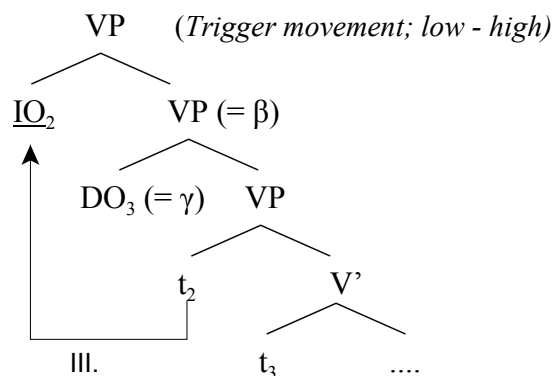 VP (Trigger movement; low - high)
IO2 VP (= β)
DO3 (= γ) VP
t2 V’
III. t3 ....